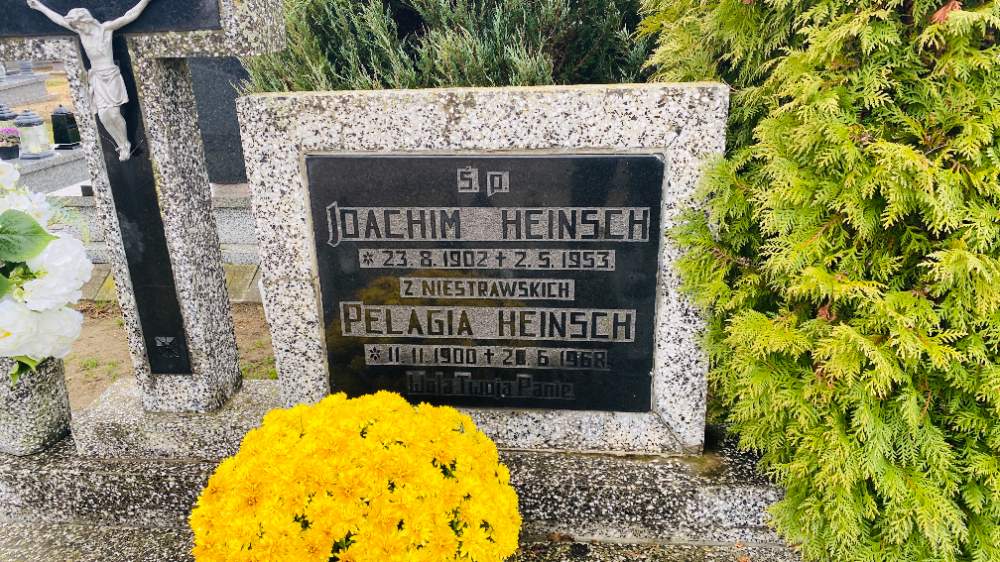 Ś. p.
JOACHIM HEINSCH
* 23. 8. 1902 + 2. 5. 1953.
Z NIESTRAWSKICH
PELAGIA HEINSCH
* 11. 11. 1900 + 6. 1968.
Wola Twoja Panie